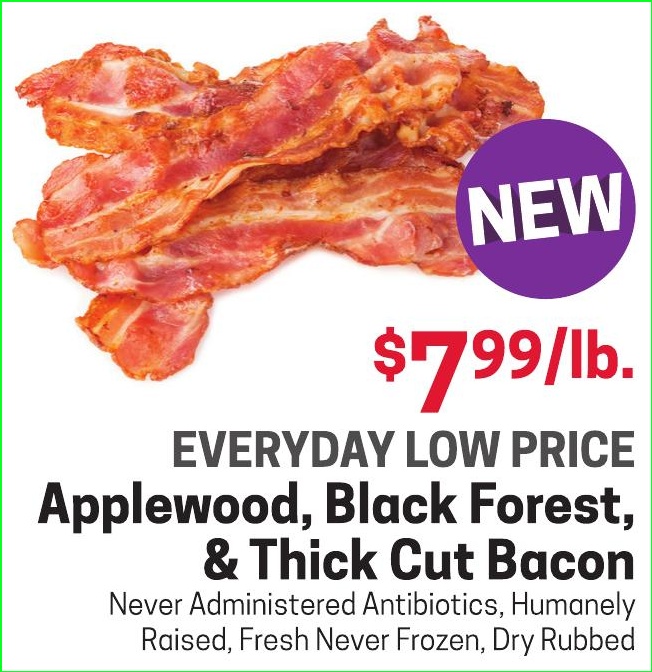 NEW
$7.99/lb.
EVERYDAY LOW PRICE
Applewood, Black Forest,
& Thick Cut Bacon
Never Administered Antibiotics, Humanely
Raised, Fresh Never Frozen, Dry Rubbed